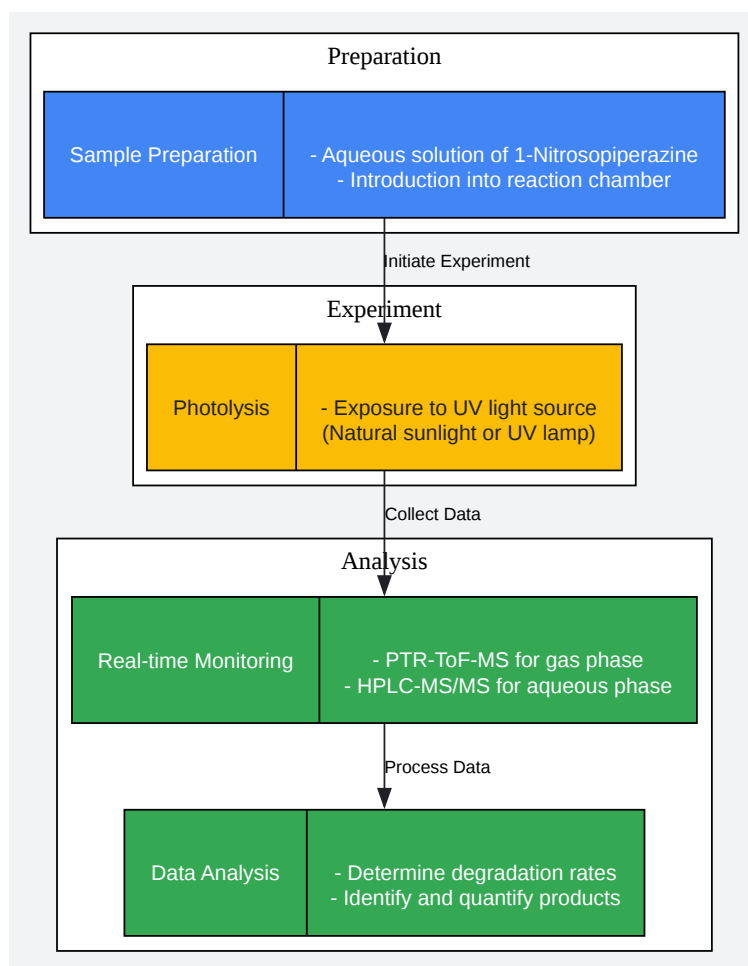 Preparation
Sample Preparation
- Aqueous solution of 1-Nitrosopiperazine
- Introduction into reaction chamber
Initiate Experiment
Experiment
Photolysis
- Exposure to UV light source
(Natural sunlight or UV lamp)
Collect Data
Analysis
Real-time Monitoring
- PTR-ToF-MS for gas phase
- HPLC-MS/MS for aqueous phase
Process Data
Data Analysis
- Determine degradation rates
- Identify and quantify products